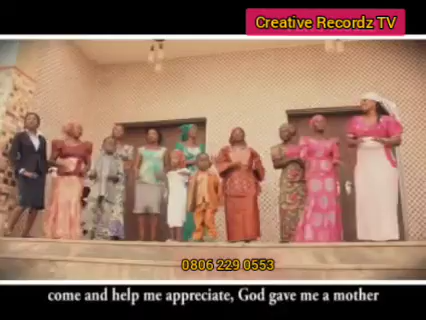 Creative Recordz TV
0806 229 0553
come and help me appreciate, God gave me a mother